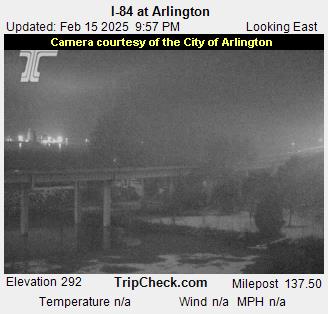 I-84 at Arlington
Updated: Feb 15 2025 9:57 PM Looking East
Camera courtesy of the City of Arlington
Elevation 292 TripCheck.com Milepost 137.50
Temperature n/a Wind n/a MPH n/a